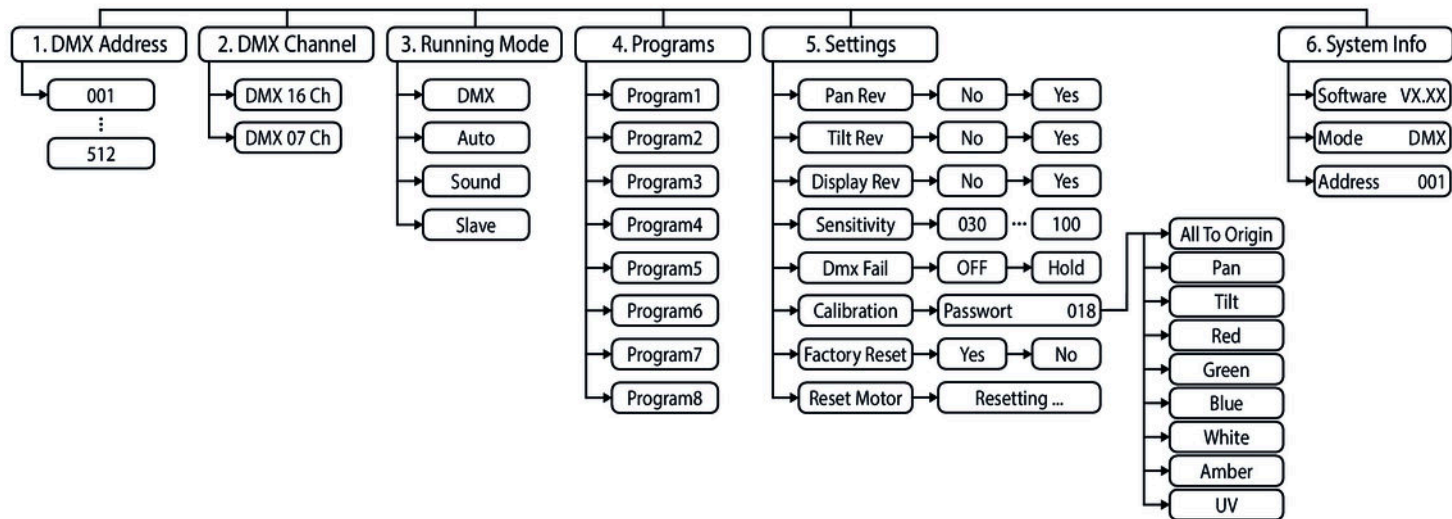 1. DMX Address
001
⋮
512
2. DMX Channel
DMX 16 Ch
DMX 07 Ch
3. Running Mode
DMX
Auto
Sound
Slave
4. Programs
Program1
Program2
Program3
Program4
Program5
Program6
Program7
Program8
5. Settings
Pan Rev No Yes
Tilt Rev No Yes
Display Rev No Yes
Sensitivity 030 ... 100
Dmx Fail OFF Hold
Calibration Passwort 018
Factory Reset Yes No
Reset Motor Resetting ...
All To Origin
Pan
Tilt
Red
Green
Blue
White
Amber
UV
6. System Info
Software VX.XX
Mode DMX
Address 001